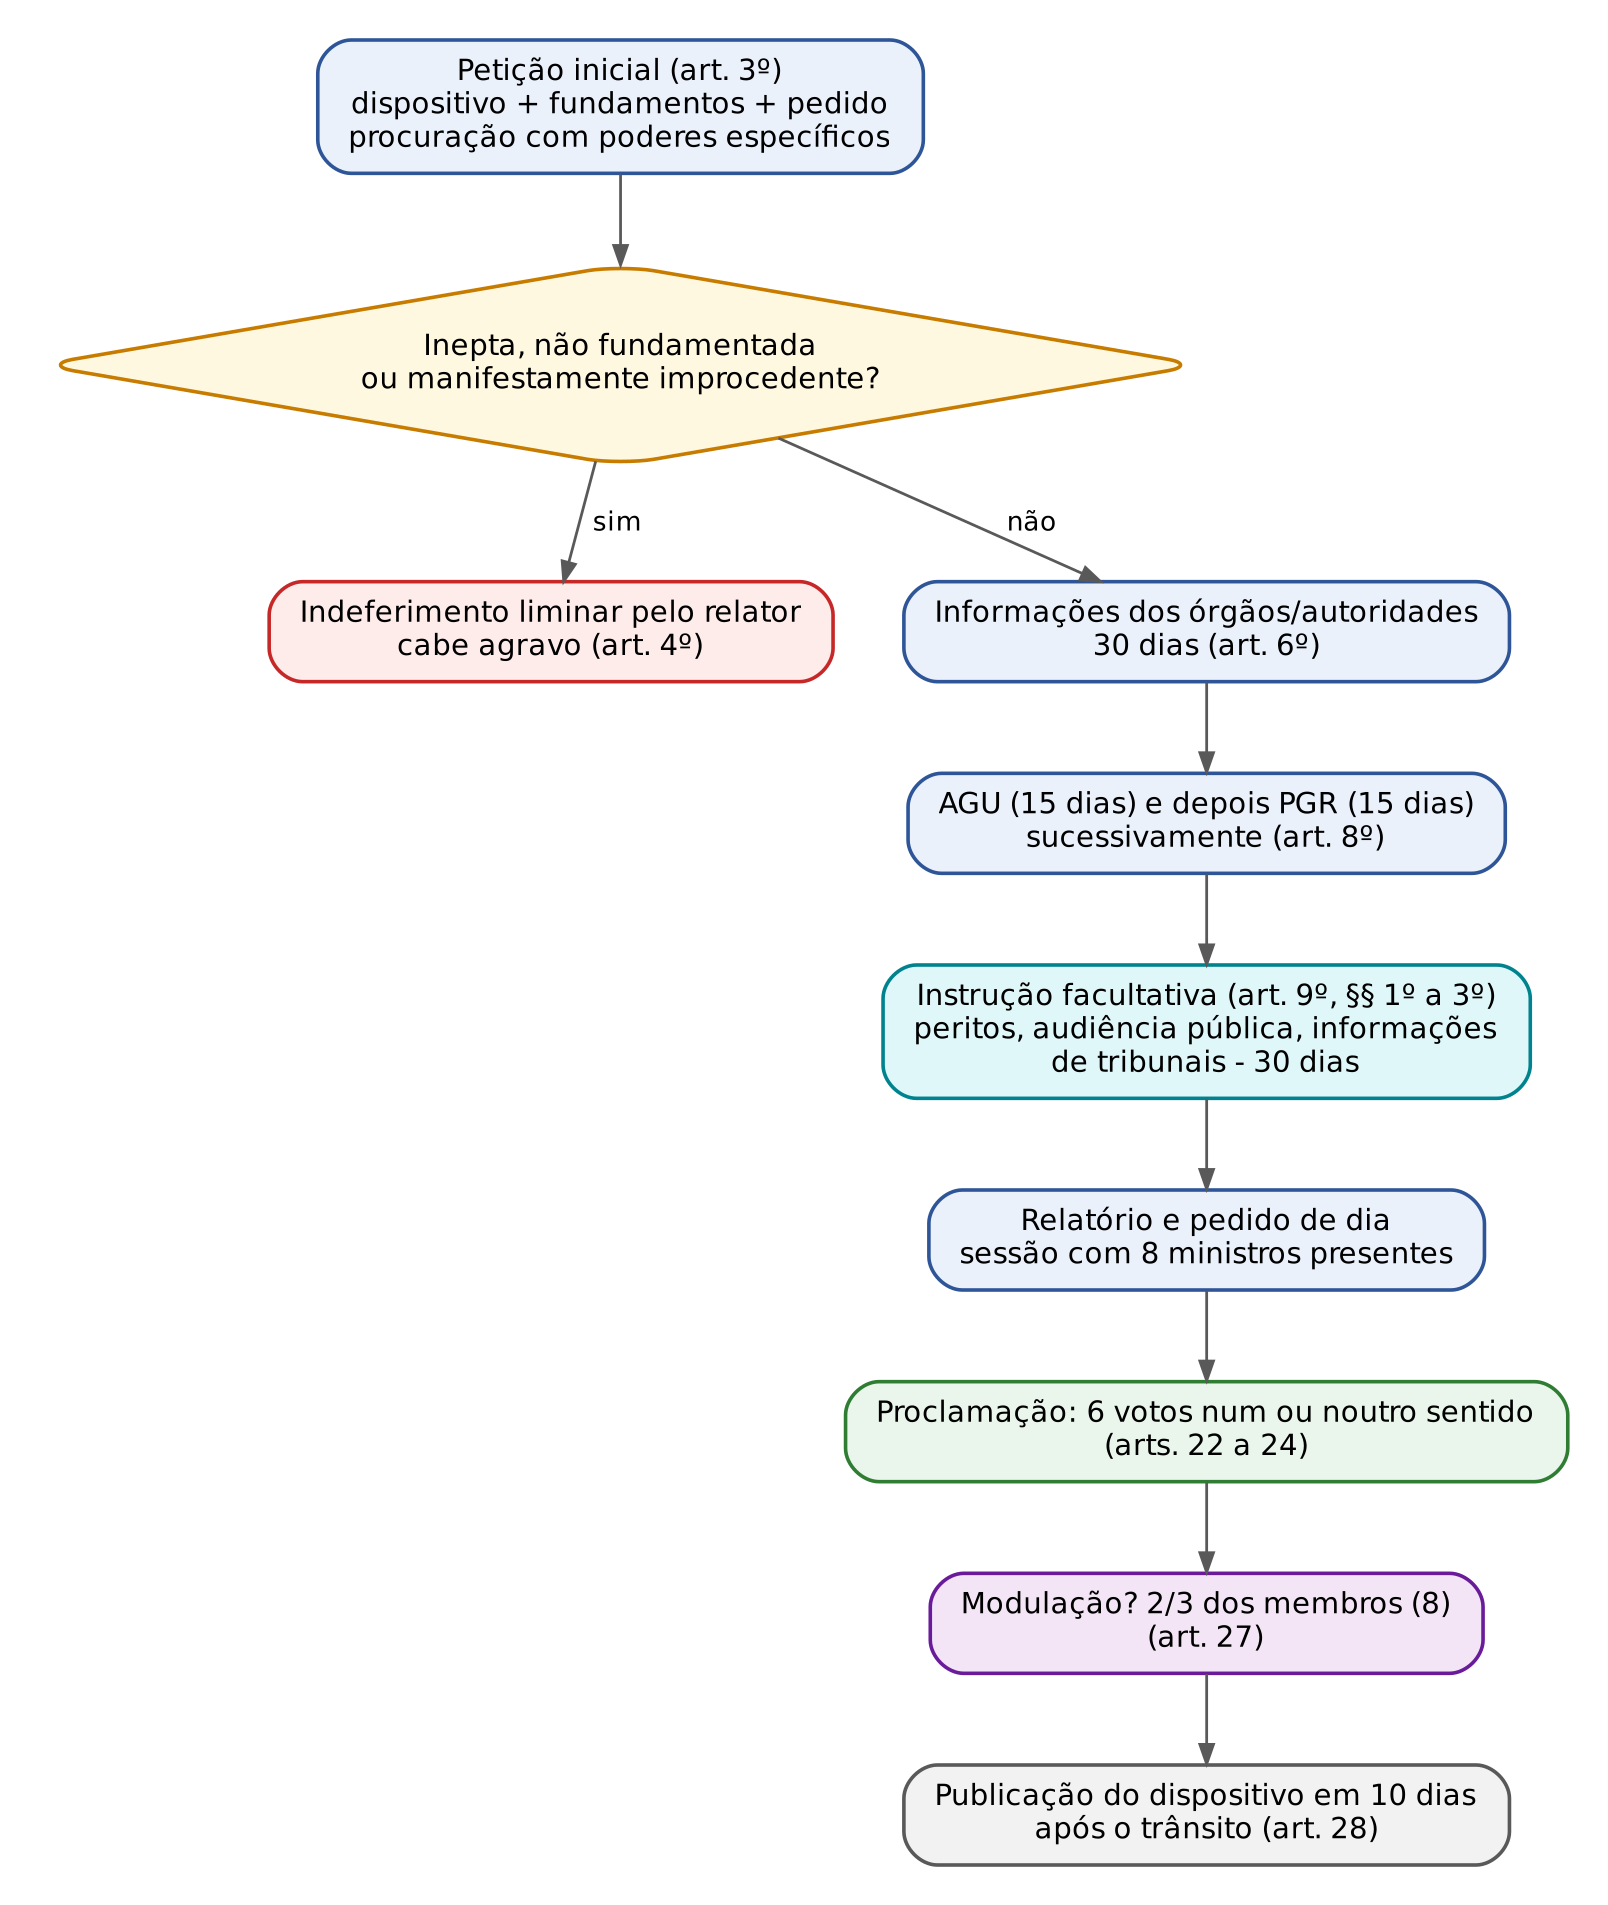 Petição inicial (art. 3º)
dispositivo + fundamentos + pedido
procuração com poderes específicos
Inepta, não fundamentada
ou manifestamente improcedente?
sim
não
Indeferimento liminar pelo relator
cabe agravo (art. 4º)
Informações dos órgãos/autoridades
30 dias (art. 6º)
AGU (15 dias) e depois PGR (15 dias)
sucessivamente (art. 8º)
Instrução facultativa (art. 9º, §§ 1º a 3º)
peritos, audiência pública, informações
de tribunais - 30 dias
Relatório e pedido de dia
sessão com 8 ministros presentes
Proclamação: 6 votos num ou noutro sentido
(arts. 22 a 24)
Modulação? 2/3 dos membros (8)
(art. 27)
Publicação do dispositivo em 10 dias
após o trânsito (art. 28)